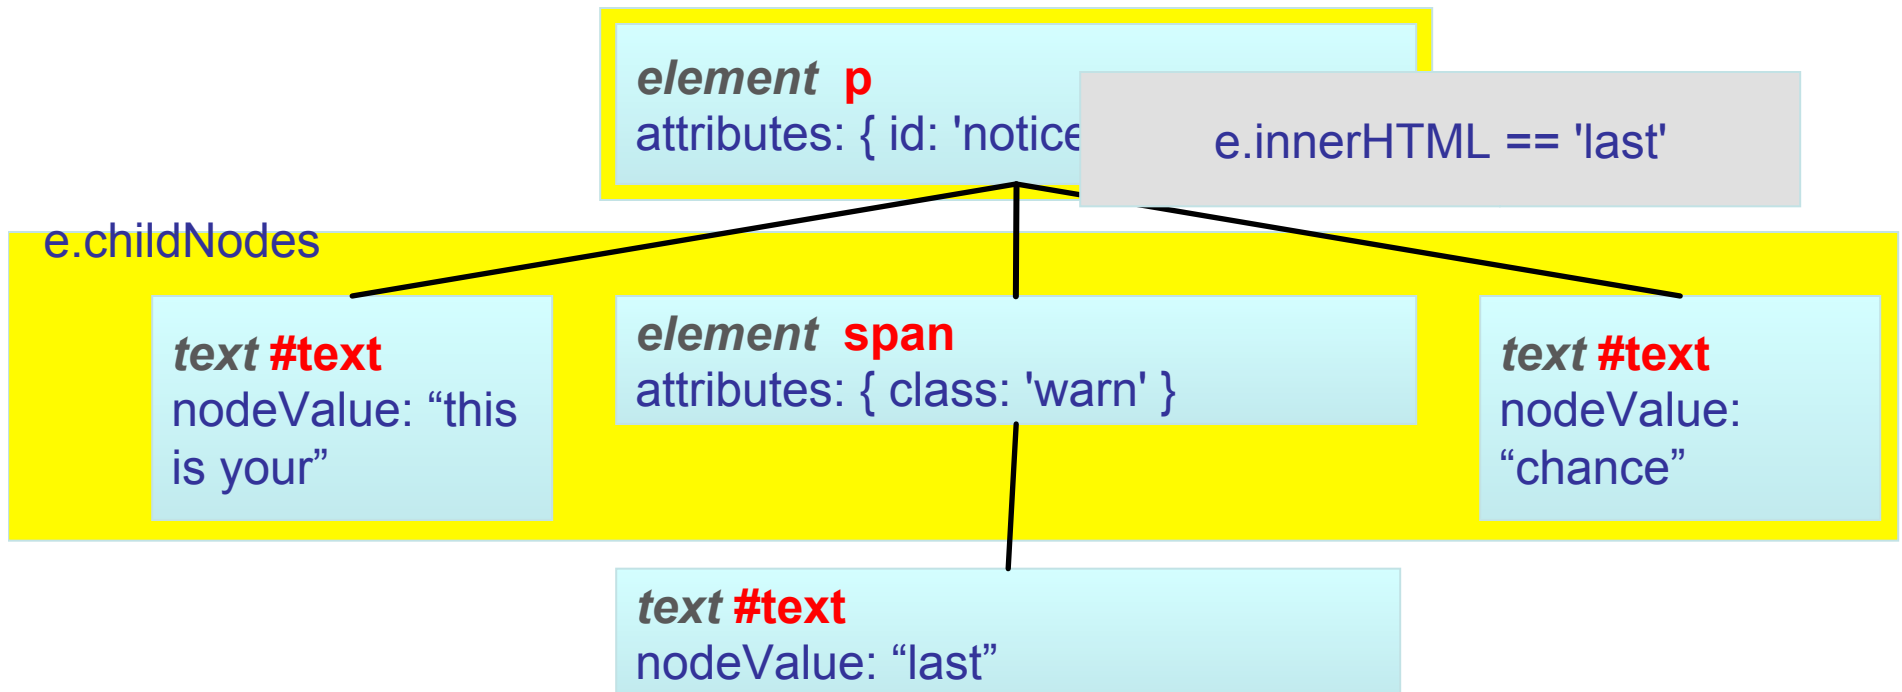 element p
attributes: { id: 'notice
e.innerHTML == 'last'
e.childNodes
text #text
nodeValue: “this
is your”
element span
attributes: { class: 'warn' }
text #text
nodeValue:
“chance”
text #text
nodeValue: “last”